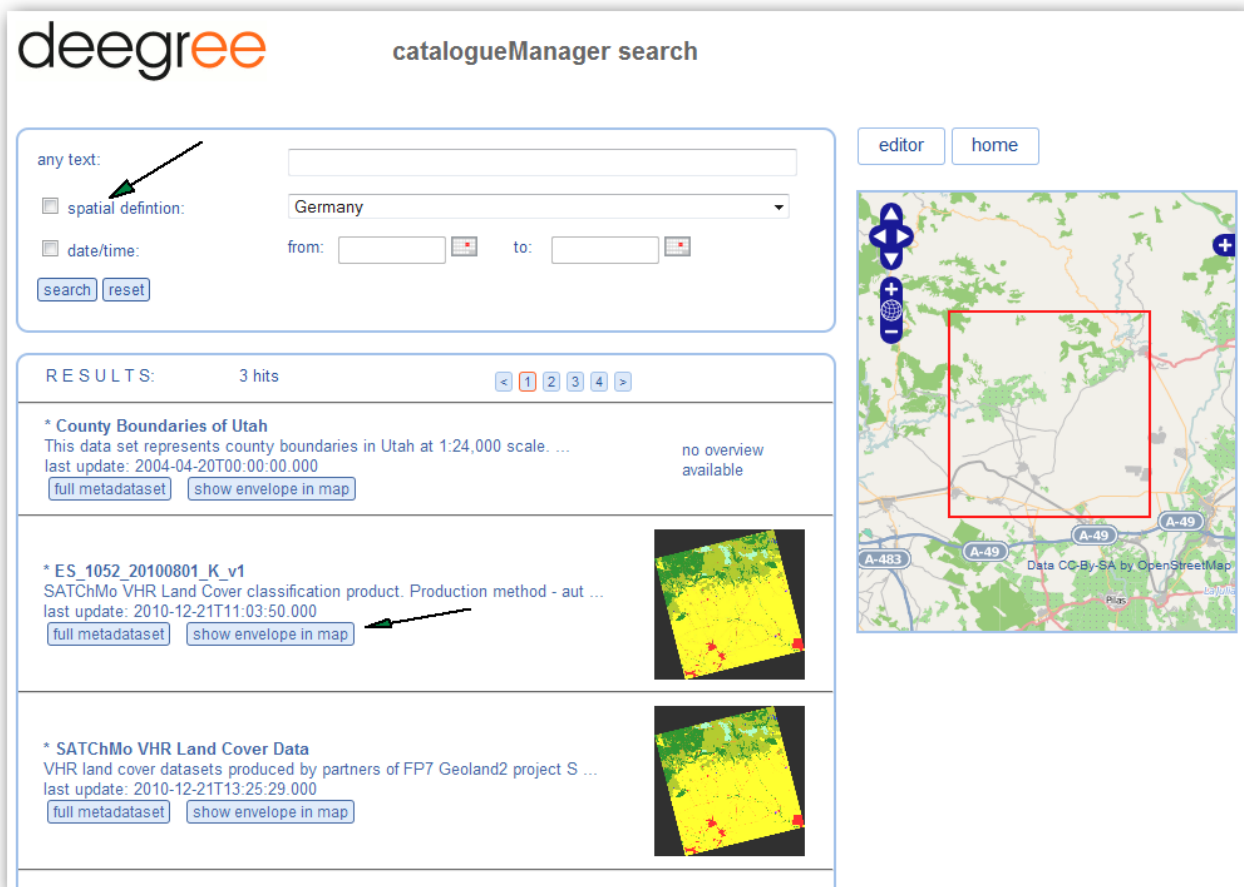 deegree
catalogueManager search
any text:
spatial defintion:
Germany
date/time:
from:
to:
search
reset
editor
home
R E S U L T S:
3 hits
<
1
2
3
4
>
* County Boundaries of Utah
This data set represents county boundaries in Utah at 1:24,000 scale. ...
last update: 2004-04-20T00:00:00.000
full metadataset
show envelope in map
no overview
available
* ES_1052_20100801_K_v1
SATChMo VHR Land Cover classification product. Production method - aut ...
last update: 2010-12-21T11:03:50.000
full metadataset
show envelope in map
* SATChMo VHR Land Cover Data
VHR land cover datasets produced by partners of FP7 Geoland2 project S ...
last update: 2010-12-21T13:25:29.000
full metadataset
show envelope in map
A-49
A-49
A-49
A-483
Data CC-By-SA by OpenStreetMap
Pilas